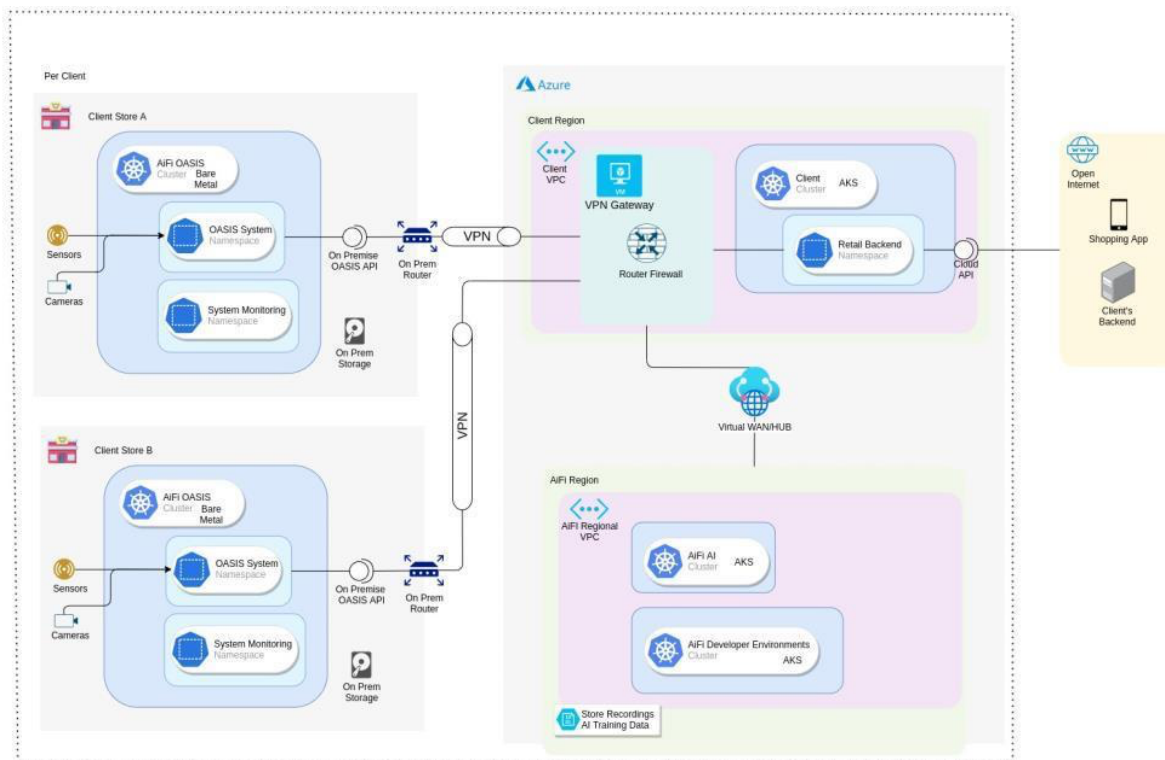 Per Client
Client Store A
AiFi OASIS
Cluster Bare
Metal
OASIS System
Namespace
Sensors
Cameras
System Monitoring
Namespace
On Premise
OASIS API
On Prem
Router
On Prem
Storage
VPN
VPN
Client Store B
AiFi OASIS
Cluster Bare
Metal
OASIS System
Namespace
Sensors
Cameras
System Monitoring
Namespace
On Premise
OASIS API
On Prem
Router
On Prem
Storage
Azure
Client Region
Client
VPC
VM
VPN Gateway
Router Firewall
Client
Cluster AKS
Retail Backend
Namespace
Cloud
API
Virtual WAN/HUB
AiFi Region
AiFI Regional
VPC
AiFi AI
Cluster AKS
AiFi Developer Environments
Cluster
AKS
Store Recordings
AI Training Data
WWW
Open
Internet
Shopping App
Client's
Backend